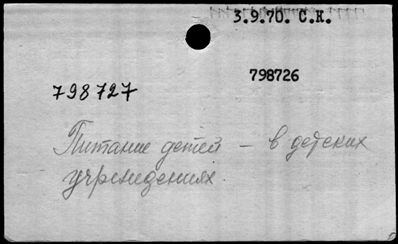 3.9.70. С.К.
798726
798727
Питание детей – в детских
учреждениях.